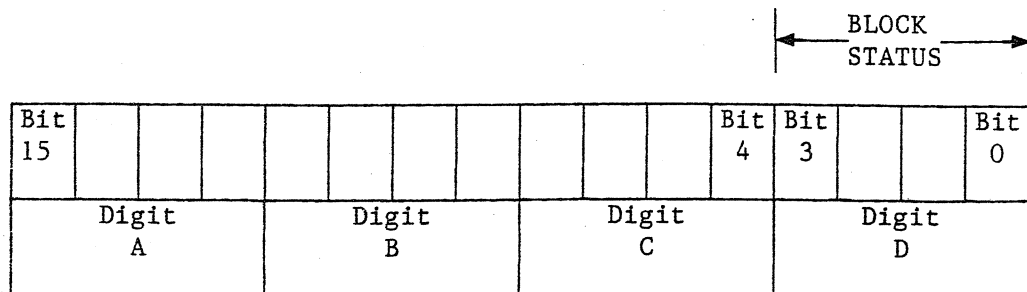 BLOCK
STATUS
Bit Bit Bit Bit
15 4 3 0
Digit Digit Digit Digit
A B C D